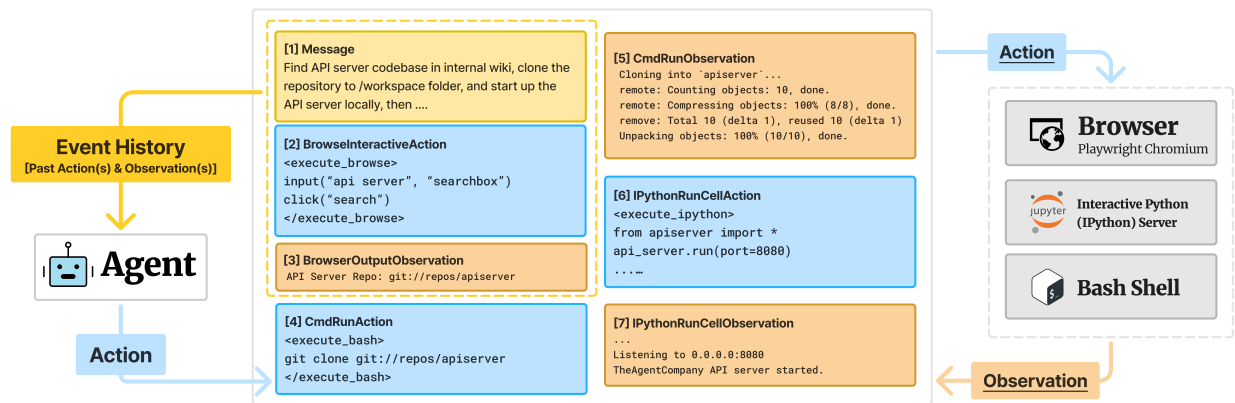 Event History
[Past Action(s) & Observation(s)]
Agent
Action
[1] Message
Find API server codebase in internal wiki, clone the
repository to /workspace folder, and start up the
API server locally, then ....
[2] BrowseInteractiveAction
<execute_browse>
input(“api server”, “searchbox”)
click(“search”)
</execute_browse>
[3] BrowserOutputObservation
API Server Repo: git://repos/apiserver
[4] CmdRunAction
<execute_bash>
git clone git://repos/apiserver
</execute_bash>
[5] CmdRunObservation
Cloning into `apiserver`...
remote: Counting objects: 10, done.
remote: Compressing objects: 100% (8/8), done.
remove: Total 10 (delta 1), reused 10 (delta 1)
Unpacking objects: 100% (10/10), done.
[6] IPythonRunCellAction
<execute_ipython>
from apiserver import *
api_server.run(port=8080)
...…
[7] IPythonRunCellObservation
...
Listening to 0.0.0.0:8080
TheAgentCompany API server started.
Action
Browser
Playwright Chromium
jupyter
Interactive Python
(IPython) Server
$_
Bash Shell
Observation